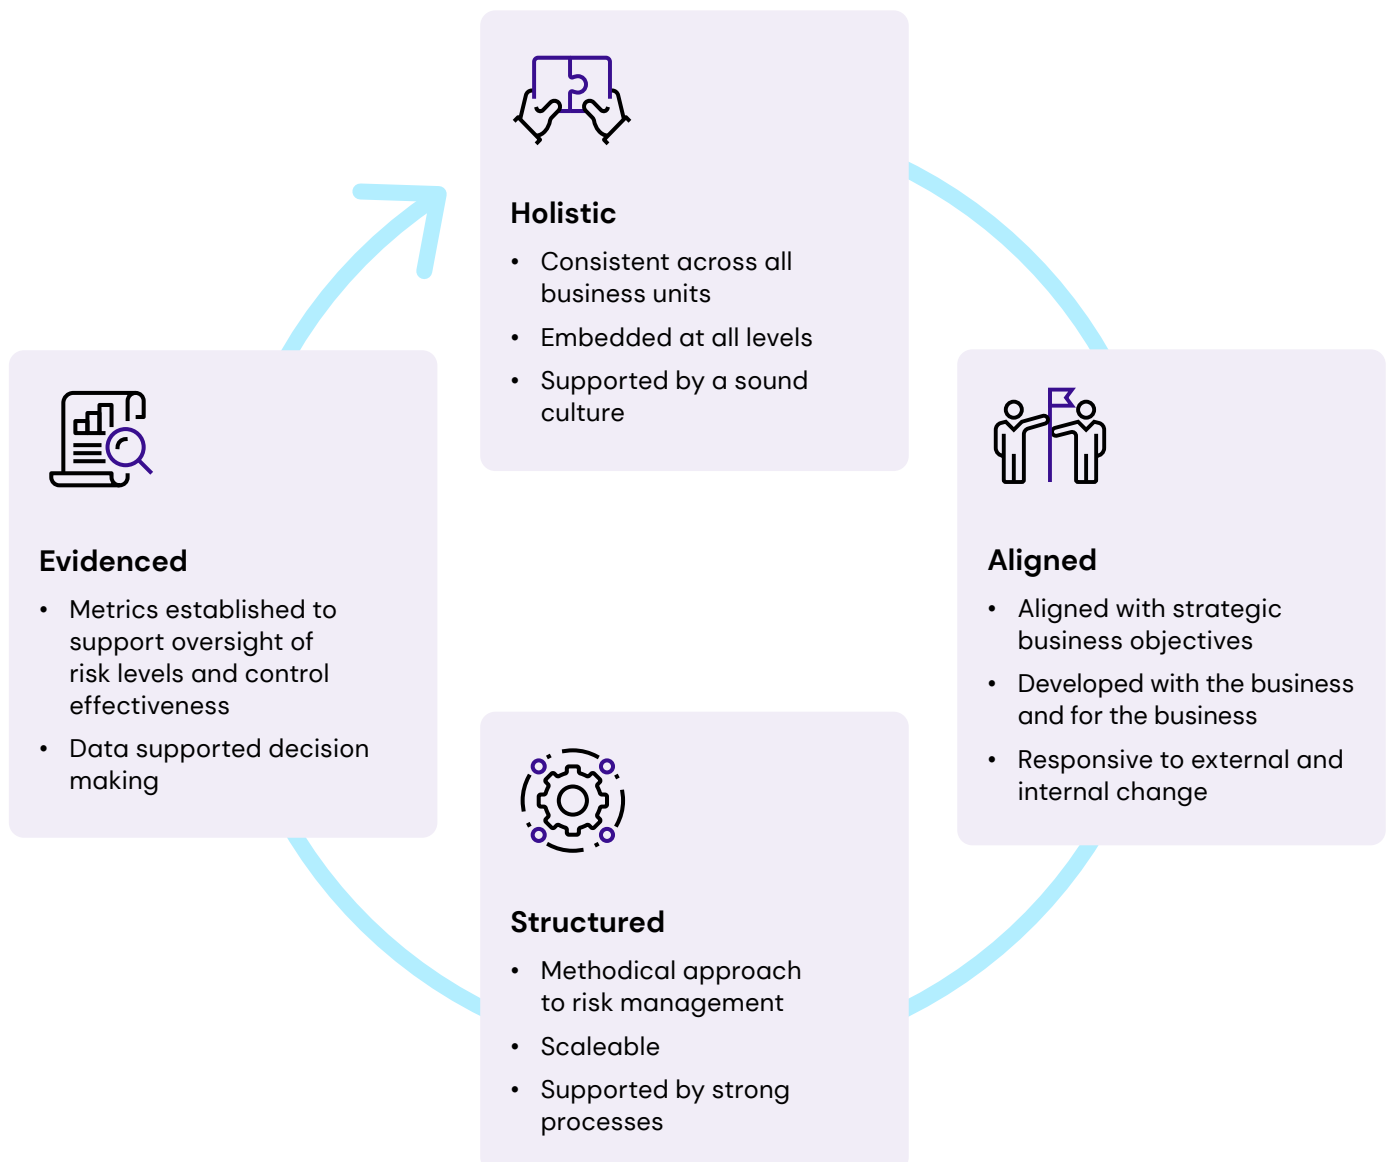 Holistic
• Consistent across all
business units
• Embedded at all levels
• Supported by a sound
culture
Aligned
• Aligned with strategic
business objectives
• Developed with the business
and for the business
• Responsive to external and
internal change
Structured
• Methodical approach
to risk management
• Scaleable
• Supported by strong
processes
Evidenced
• Metrics established to
support oversight of
risk levels and control
effectiveness
• Data supported decision
making